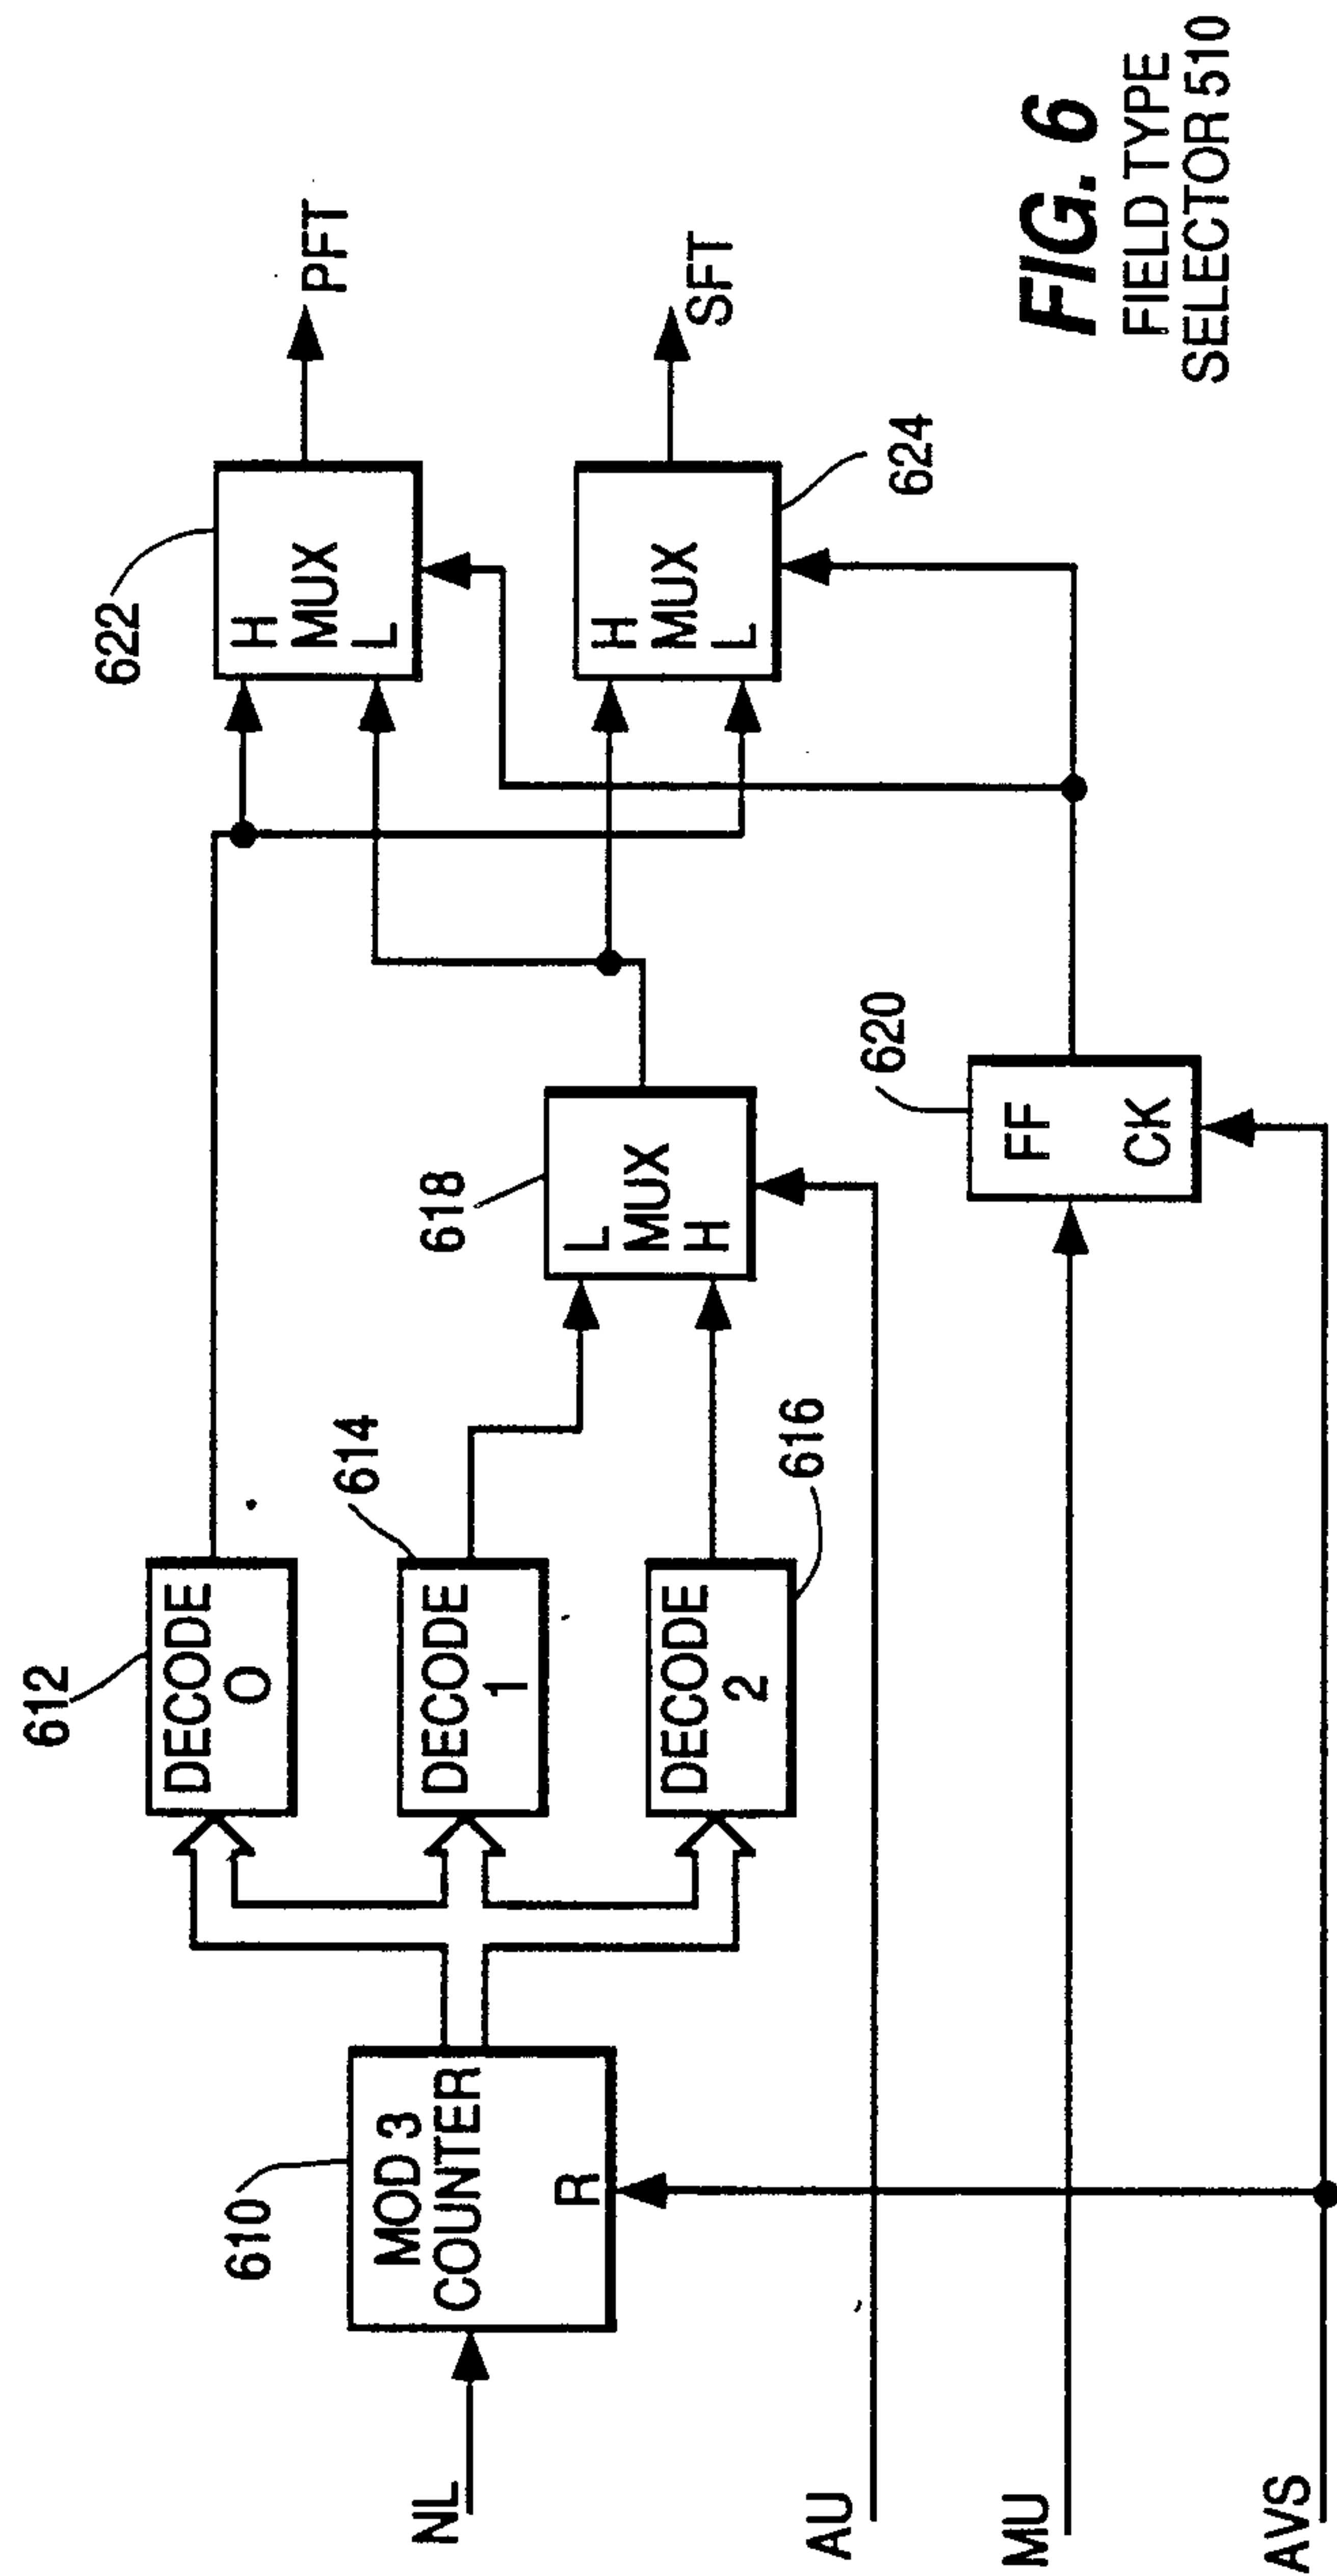 NL
AU
MU
AVS
610
MOD 3
COUNTER
R
612
DECODE
0
614
DECODE
1
616
DECODE
2
618
L
MUX
H
620
FF
CK
622
H
MUX
L
PFT
624
H
MUX
L
SFT
FIG. 6
FIELD TYPE
SELECTOR 510